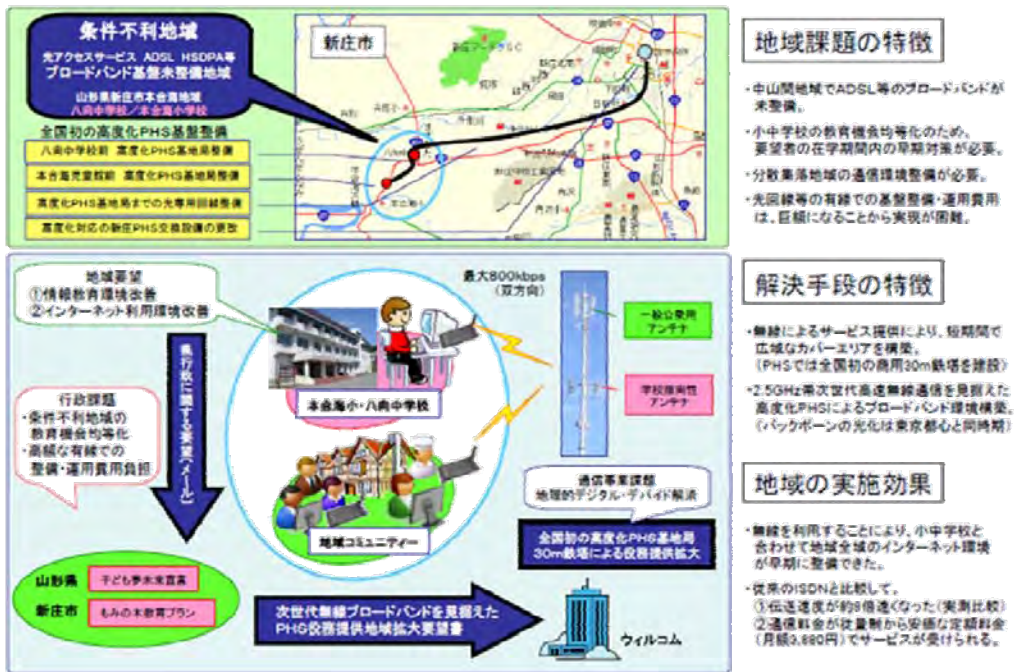 条件不利地域
光アクセスサービス ADSL HSDPA等
ブロードバンド基盤未整備地域
山形県新庄市本合海地域
八向中学校/本合海小学校
全国初の高度化PHS基盤整備
八向中学校前 高度化PHS基地局整備
本合海児童館前 高度化PHS基地局整備
高度化PHS基地局までの光専用回線整備
高度化対応の新庄PHS交換設備の更改
新庄市
地域課題の特徴
・中山間地域でADSL等のブロードバンドが
未整備。
・小中学校の教育機会均等化のため、
要望者の在学期間内の早期対策が必要。
・分散集落地域の通信環境整備が必要。
・光回線等の有線での基盤整備・運用費用
は、巨額になることから実現が困難。
地域要望
①情報教育環境改善
②インターネット利用環境改善
県行政に関する要望(メール)
行政課題
・条件不利地域の
教育機会均等化
・高額な有線での
整備・運用費用負担
本合海小・八向中学校
地域コミュニティー
最大800kbps
(双方向)
一般公衆用
アンテナ
学校指向性
アンテナ
通信事業課題
地理的デジタル・デバイド解消
全国初の高度化PHS基地局
30m鉄塔による役務提供拡大
山形県
子ども夢未来宣言
新庄市
もみの木教育プラン
次世代無線ブロードバンドを見据えた
PHS役務提供地域拡大要望書
ウィルコム
解決手段の特徴
・無線によるサービス提供により、短期間で
広域なカバーエリアを構築。
(PHSでは全国初の商用30m鉄塔を建設)
・2.5GHz帯次世代高速無線通信を見据えた
高度化PHSによるブロードバンド環境構築。
(バックボーンの光化は東京都心と同時期)
地域の実施効果
・無線を利用することにより、小中学校と
合わせて地域全域のインターネット環境
が早期に整備できた。
・従来のISDNと比較して、
①伝送速度が約8倍速くなった(実測比較)
②通信料金が従量制から安価な定額料金
(月額3,880円)でサービスが受けられる。